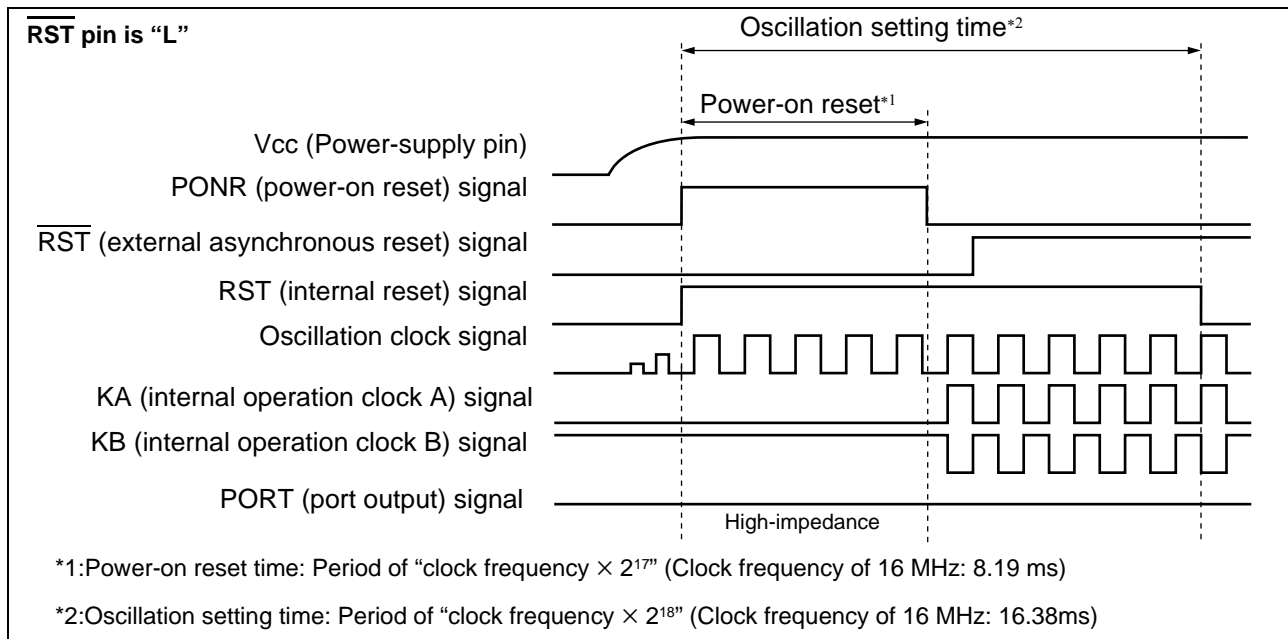 RST pin is “L”
Oscillation setting time*2
Power-on reset*1
Vcc (Power-supply pin)
PONR (power-on reset) signal
RST (external asynchronous reset) signal
RST (internal reset) signal
Oscillation clock signal
KA (internal operation clock A) signal
KB (internal operation clock B) signal
PORT (port output) signal
High-impedance
*1:Power-on reset time: Period of “clock frequency × 2¹⁷” (Clock frequency of 16 MHz: 8.19 ms)
*2:Oscillation setting time: Period of “clock frequency × 2¹⁸” (Clock frequency of 16 MHz: 16.38ms)